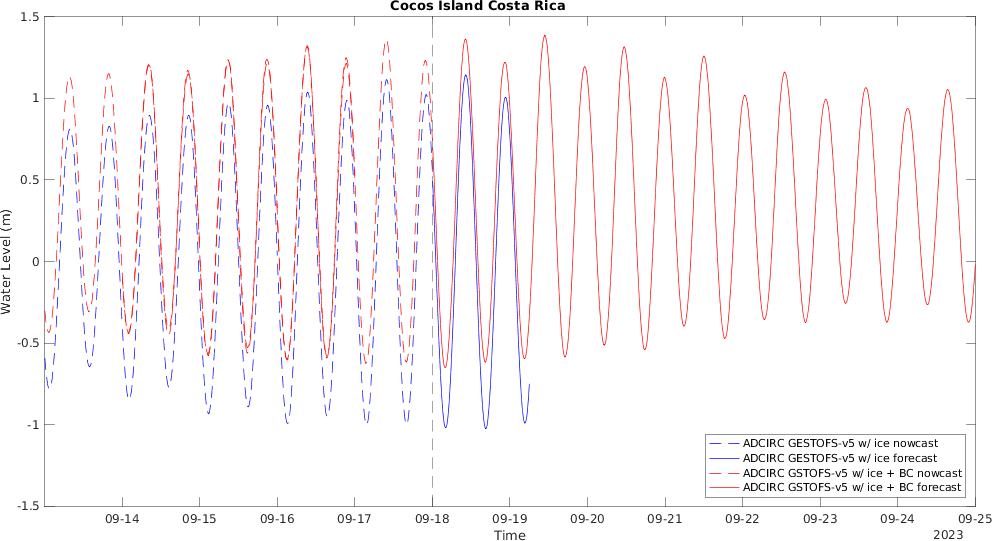 Cocos Island Costa Rica
1.5
1
0.5
0
-0.5
-1
-1.5
Water Level (m)
ADCIRC GESTOFS-v5 w/ ice nowcast
ADCIRC GESTOFS-v5 w/ ice forecast
ADCIRC GSTOFS-v5 w/ ice + BC nowcast
ADCIRC GSTOFS-v5 w/ ice + BC forecast
09-14 09-15 09-16 09-17 09-18 09-19 09-20 09-21 09-22 09-23 09-24 09-25
Time
2023